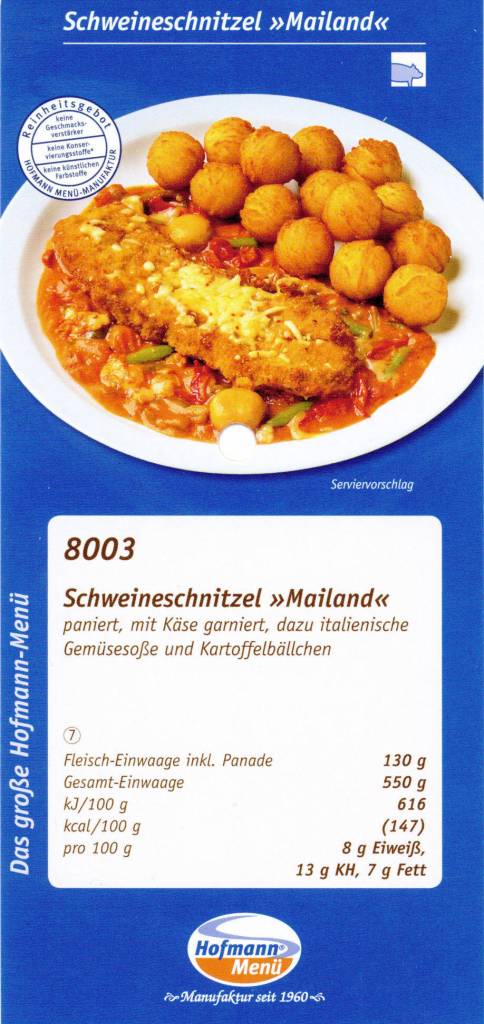 Schweineschnitzel »Mailand«
Reinheitsgebot
keine
Geschmacks-
verstärker
keine Konser-
vierungsstoffe*
keine künstlichen
Farbstoffe
HOFMANN MENÜ-MANUFAKTUR
Serviervorschlag
Das große Hofmann-Menü
8003
Schweineschnitzel »Mailand«
paniert, mit Käse garniert, dazu italienische
Gemüsesoße und Kartoffelbällchen
7
Fleisch-Einwaage inkl. Panade 130 g
Gesamt-Einwaage 550 g
kJ/100 g 616
kcal/100 g (147)
pro 100 g 8 g Eiweiß,
13 g KH, 7 g Fett
Hofmann®
Menü
Manufaktur seit 1960